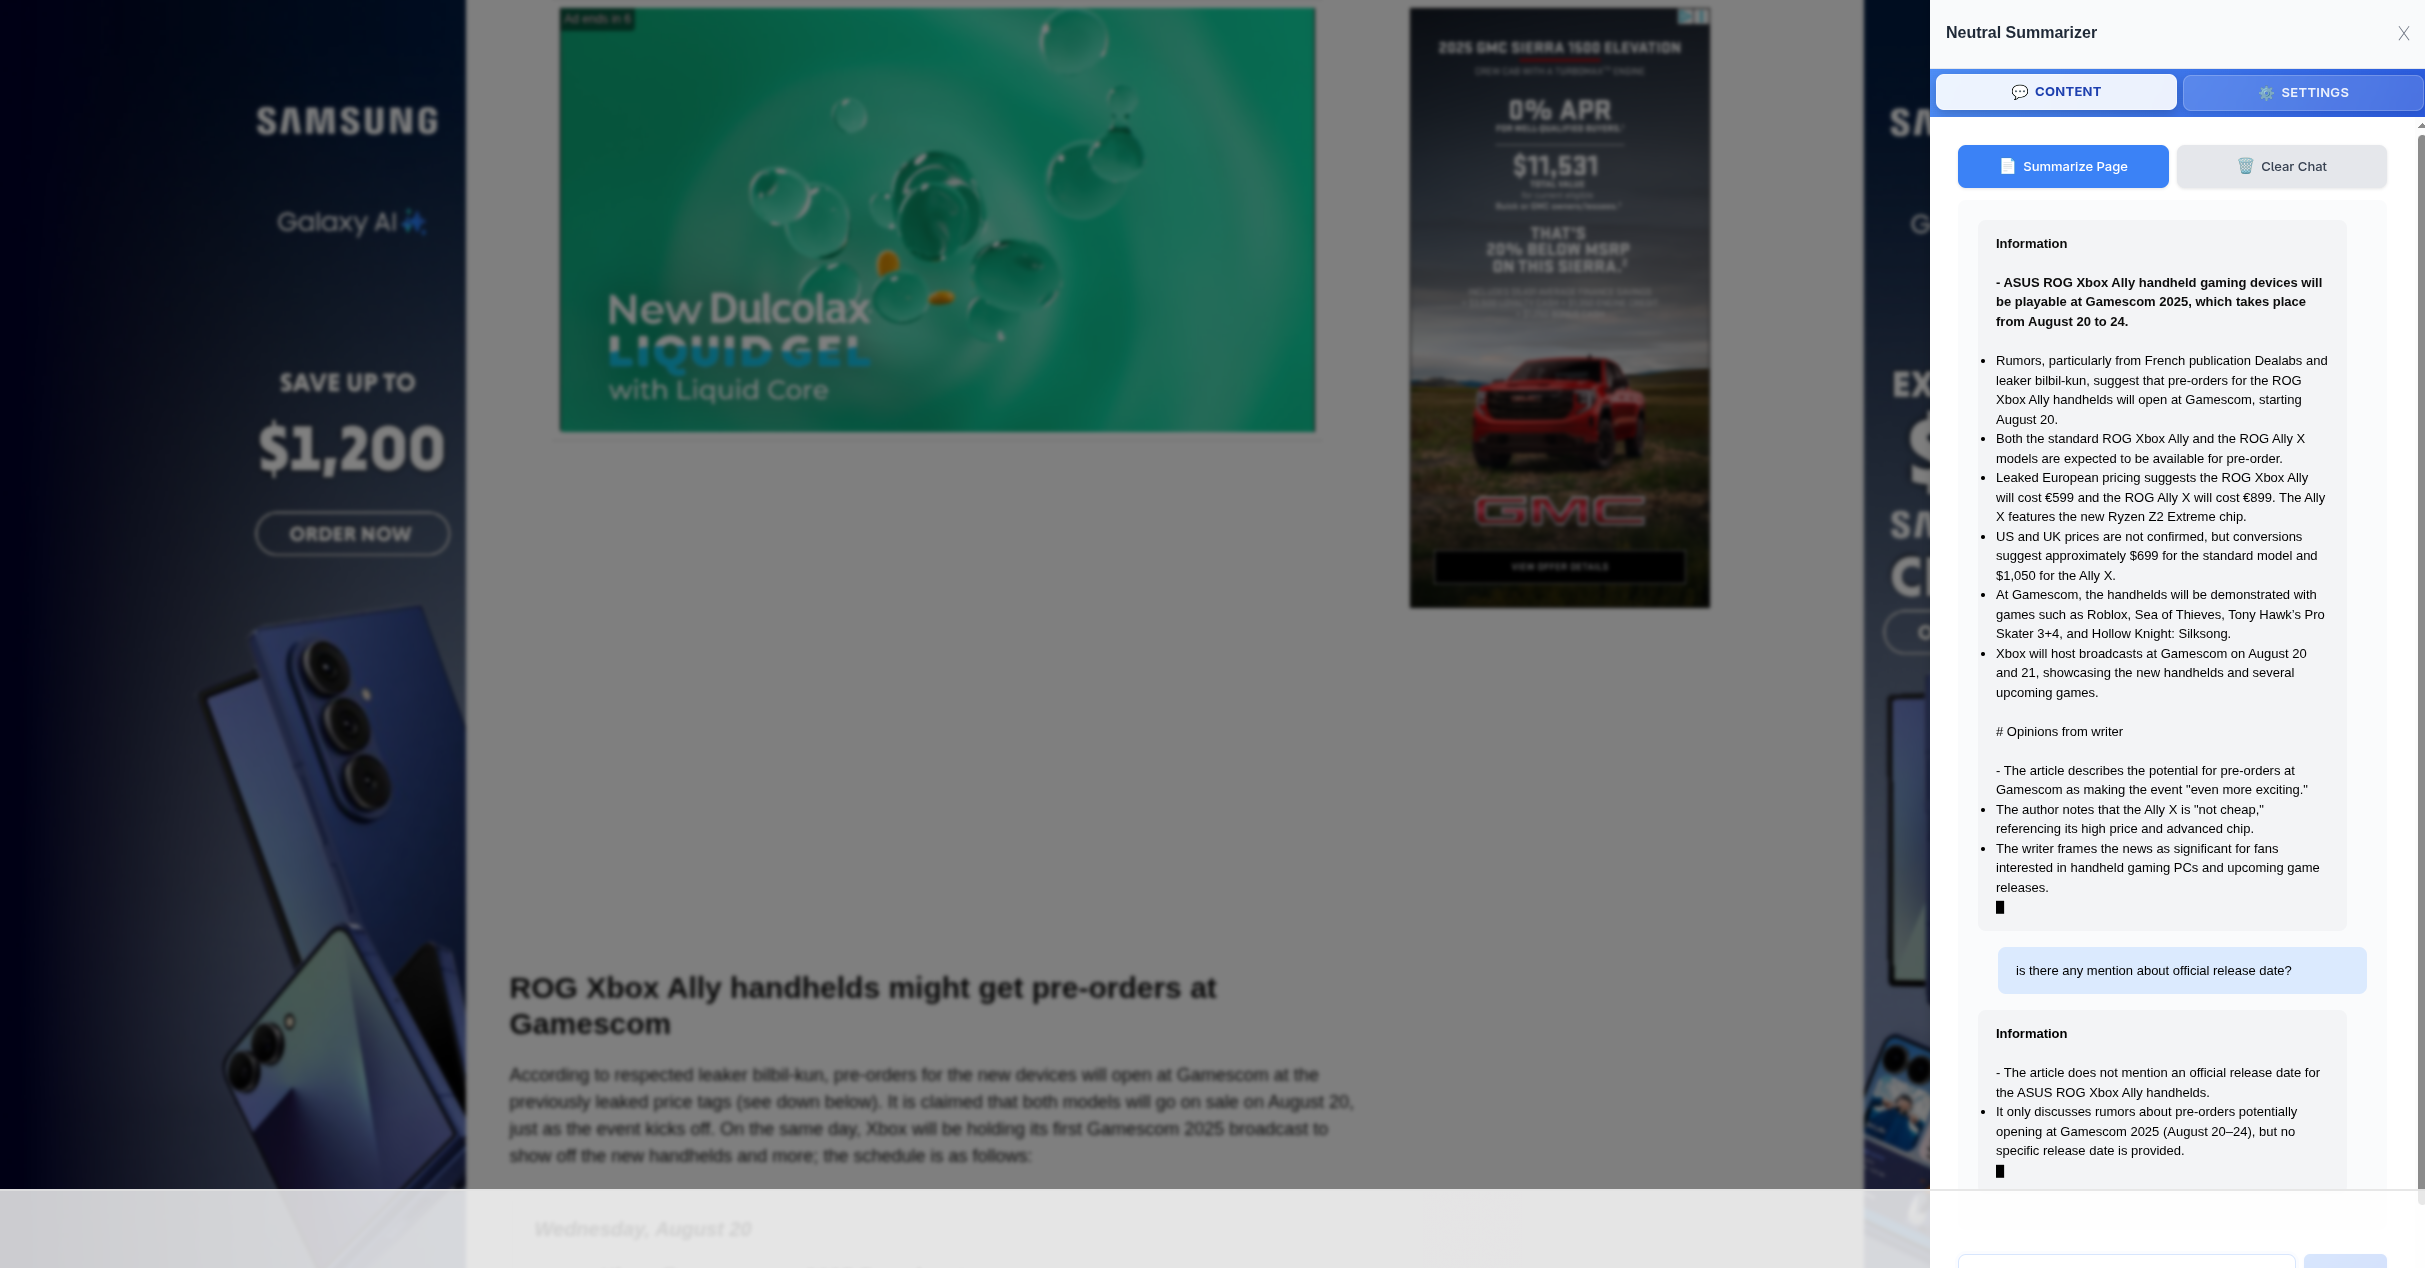 SAMSUNG
Galaxy AI
SAVE UP TO
$1,200
ORDER NOW
Ad ends in 6
New Dulcolax
LIQUID GEL
with Liquid Core
2025 GMC SIERRA 1500 ELEVATION
CREW CAB WITH A TURBOMAX™ ENGINE
0% APR
FOR WELL-QUALIFIED BUYERS.
$11,531
TOTAL VALUE
THAT'S
20% BELOW MSRP
ON THIS SIERRA.
GMC
VIEW OFFER DETAILS
ROG Xbox Ally handhelds might get pre-orders at
Gamescom
According to respected leaker bilbil-kun, pre-orders for the new devices will open at Gamescom at the
previously leaked price tags (see down below). It is claimed that both models will go on sale on August 20,
just as the event kicks off. On the same day, Xbox will be holding its first Gamescom 2025 broadcast to
show off the new handhelds and more; the schedule is as follows:
Wednesday, August 20
Neutral Summarizer
X
CONTENT
SETTINGS
Summarize Page
Clear Chat
Information
- ASUS ROG Xbox Ally handheld gaming devices will
be playable at Gamescom 2025, which takes place
from August 20 to 24.
• Rumors, particularly from French publication Dealabs and
leaker bilbil-kun, suggest that pre-orders for the ROG
Xbox Ally handhelds will open at Gamescom, starting
August 20.
• Both the standard ROG Xbox Ally and the ROG Ally X
models are expected to be available for pre-order.
• Leaked European pricing suggests the ROG Xbox Ally
will cost €599 and the ROG Ally X will cost €899. The Ally
X features the new Ryzen Z2 Extreme chip.
• US and UK prices are not confirmed, but conversions
suggest approximately $699 for the standard model and
$1,050 for the Ally X.
• At Gamescom, the handhelds will be demonstrated with
games such as Roblox, Sea of Thieves, Tony Hawk's Pro
Skater 3+4, and Hollow Knight: Silksong.
• Xbox will host broadcasts at Gamescom on August 20
and 21, showcasing the new handhelds and several
upcoming games.
# Opinions from writer
- The article describes the potential for pre-orders at
Gamescom as making the event "even more exciting."
• The author notes that the Ally X is "not cheap,"
referencing its high price and advanced chip.
• The writer frames the news as significant for fans
interested in handheld gaming PCs and upcoming game
releases.
is there any mention about official release date?
Information
- The article does not mention an official release date for
the ASUS ROG Xbox Ally handhelds.
• It only discusses rumors about pre-orders potentially
opening at Gamescom 2025 (August 20–24), but no
specific release date is provided.